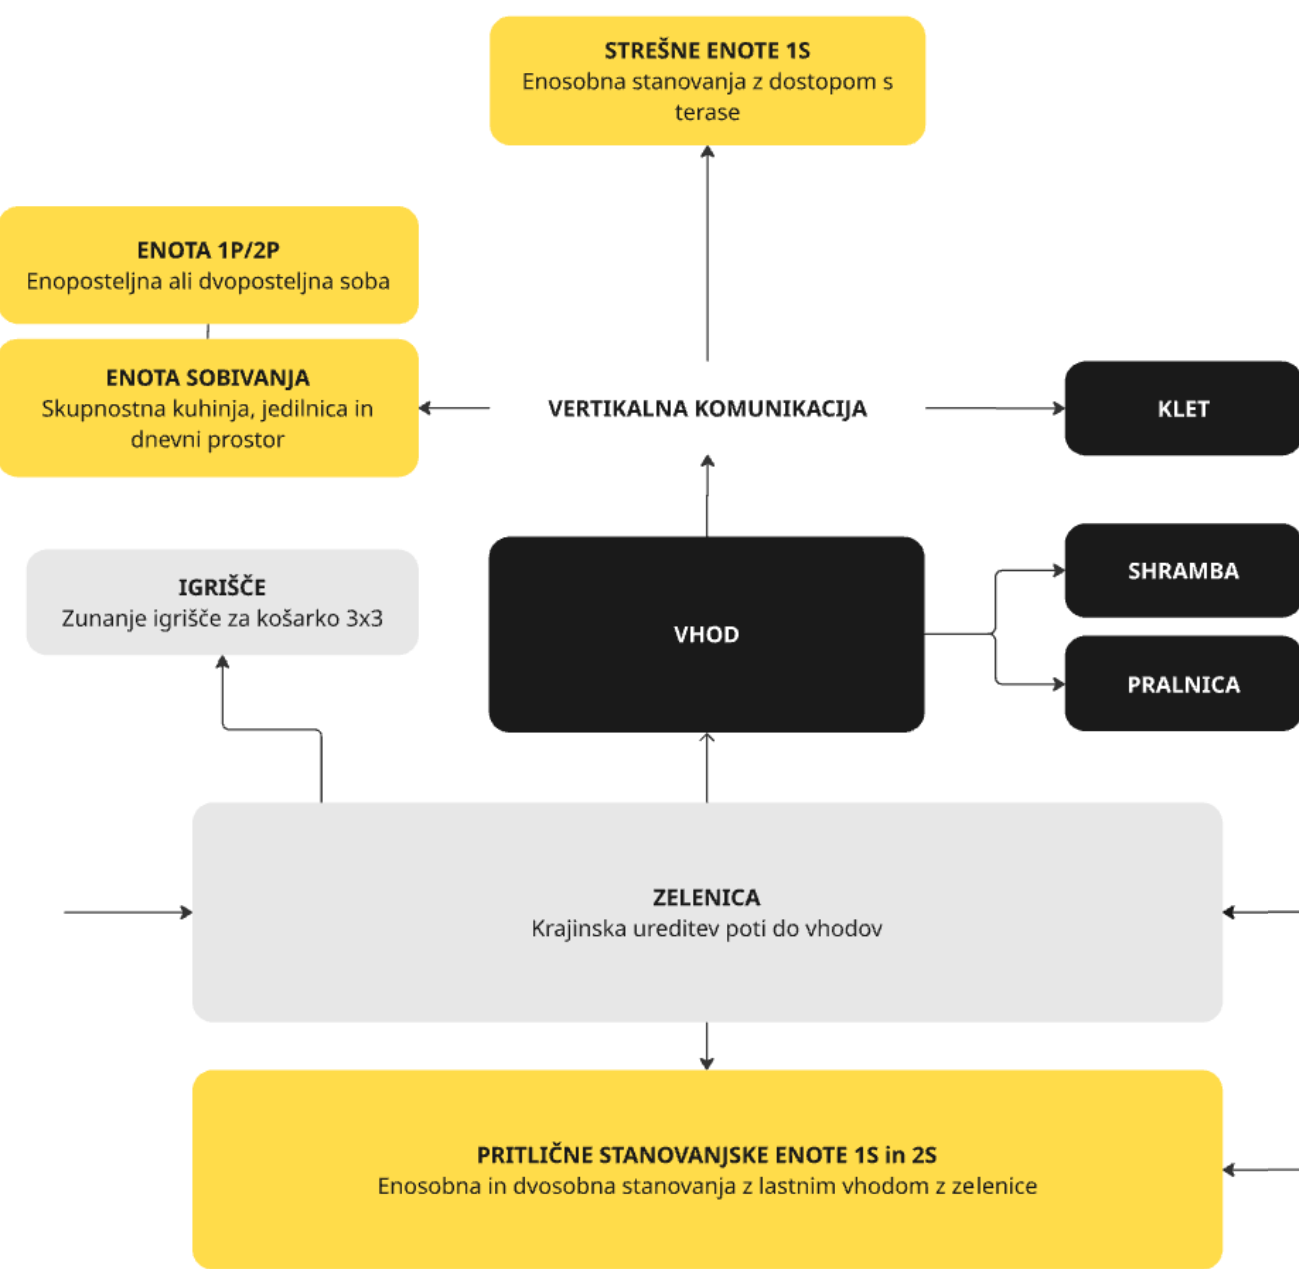 STREŠNE ENOTE 1S
Enosobna stanovanja z dostopom s
terase
ENOTA 1P/2P
Enoposteljna ali dvoposteljna soba
ENOTA SOBIVANJA
Skupnostna kuhinja, jedilnica in
dnevni prostor
VERTIKALNA KOMUNIKACIJA
KLET
IGRIŠČE
Zunanje igrišče za košarko 3x3
VHOD
SHRAMBA
PRALNICA
ZELENICA
Krajinska ureditev poti do vhodov
PRITLIČNE STANOVANJSKE ENOTE 1S in 2S
Enosobna in dvosobna stanovanja z lastnim vhodom z zelenice